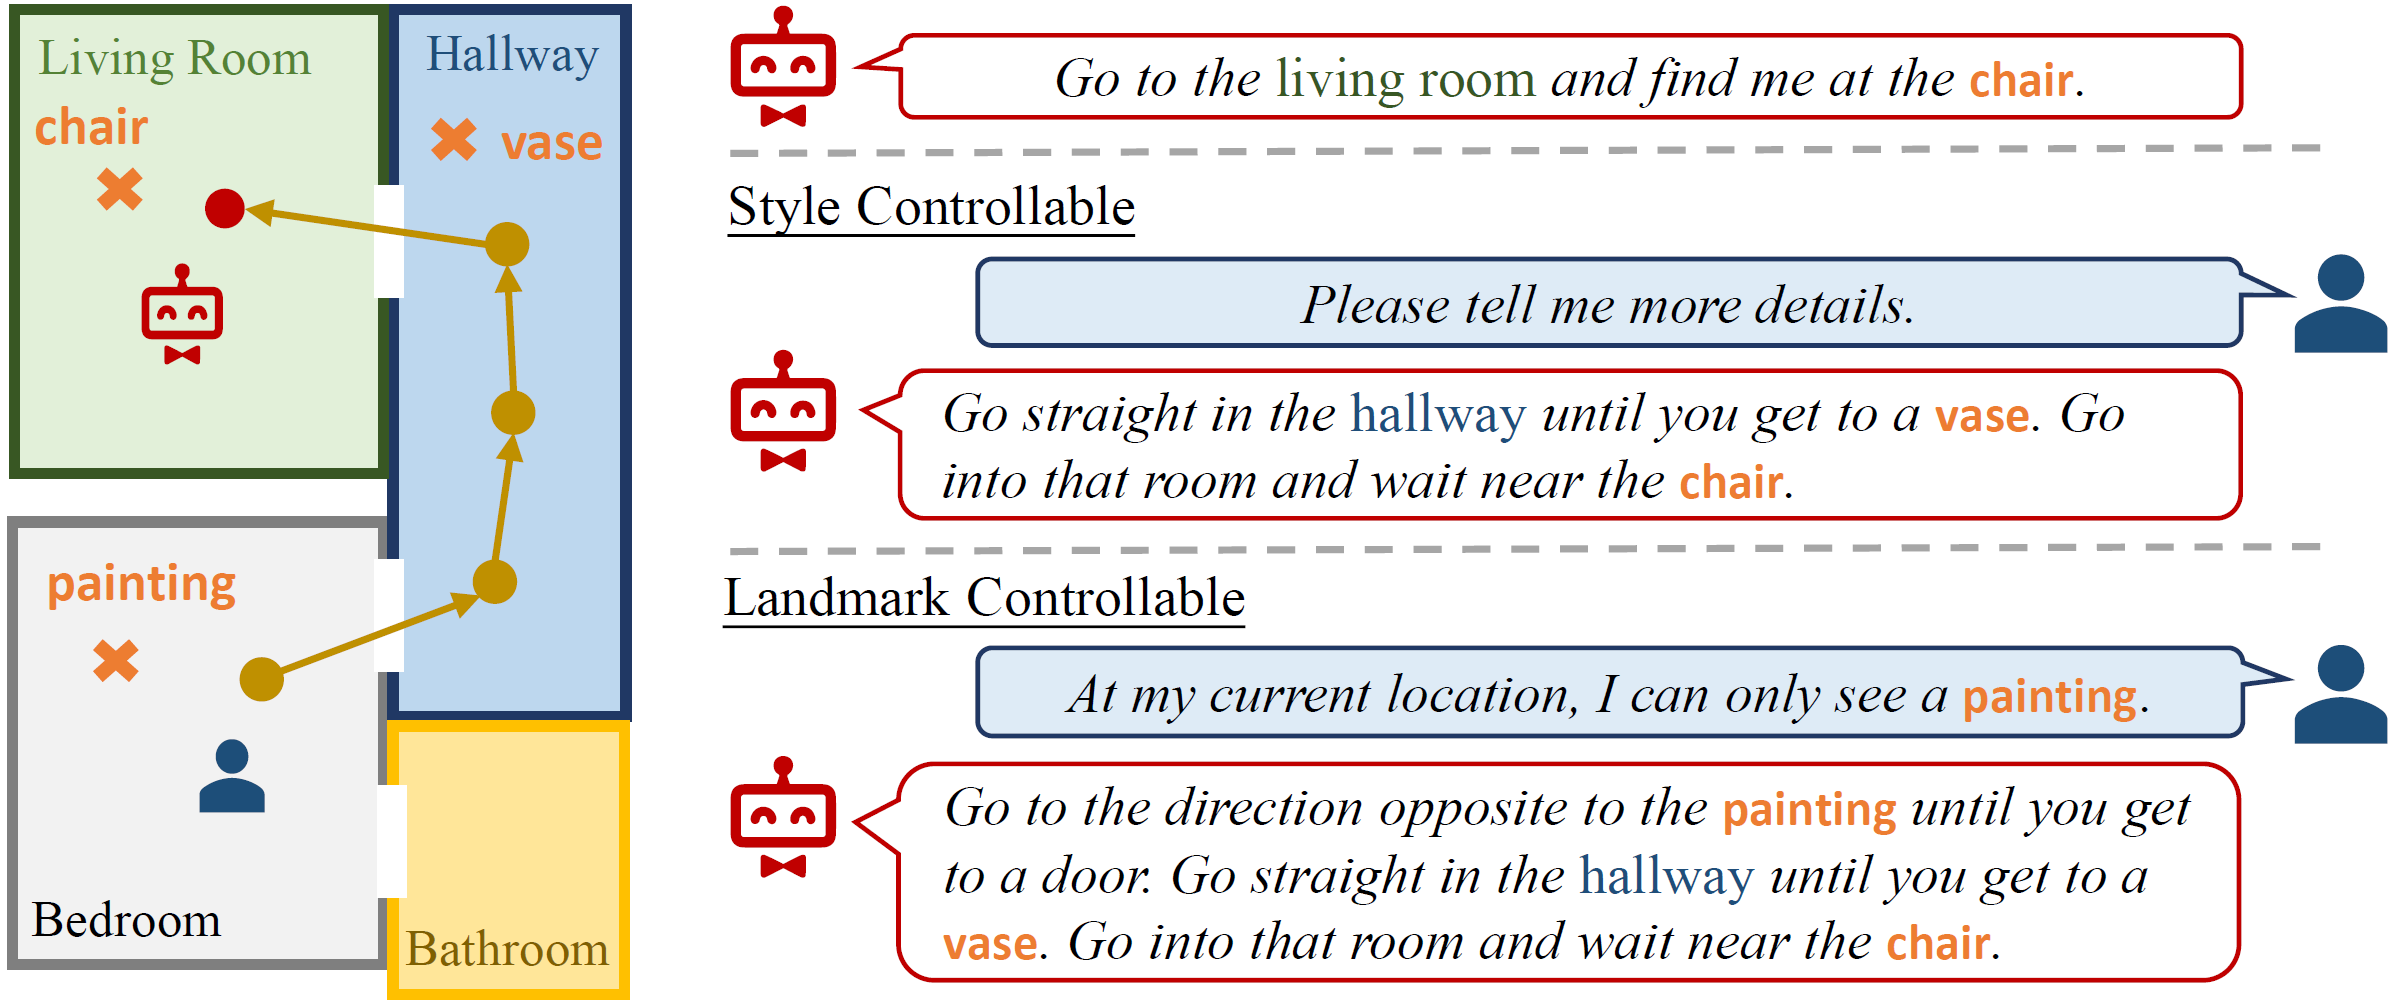 Living Room
chair
Hallway
vase
painting
Bedroom
Bathroom
Go to the living room and find me at the chair.
Style Controllable
Please tell me more details.
Go straight in the hallway until you get to a vase. Go
into that room and wait near the chair.
Landmark Controllable
At my current location, I can only see a painting.
Go to the direction opposite to the painting until you get
to a door. Go straight in the hallway until you get to a
vase. Go into that room and wait near the chair.